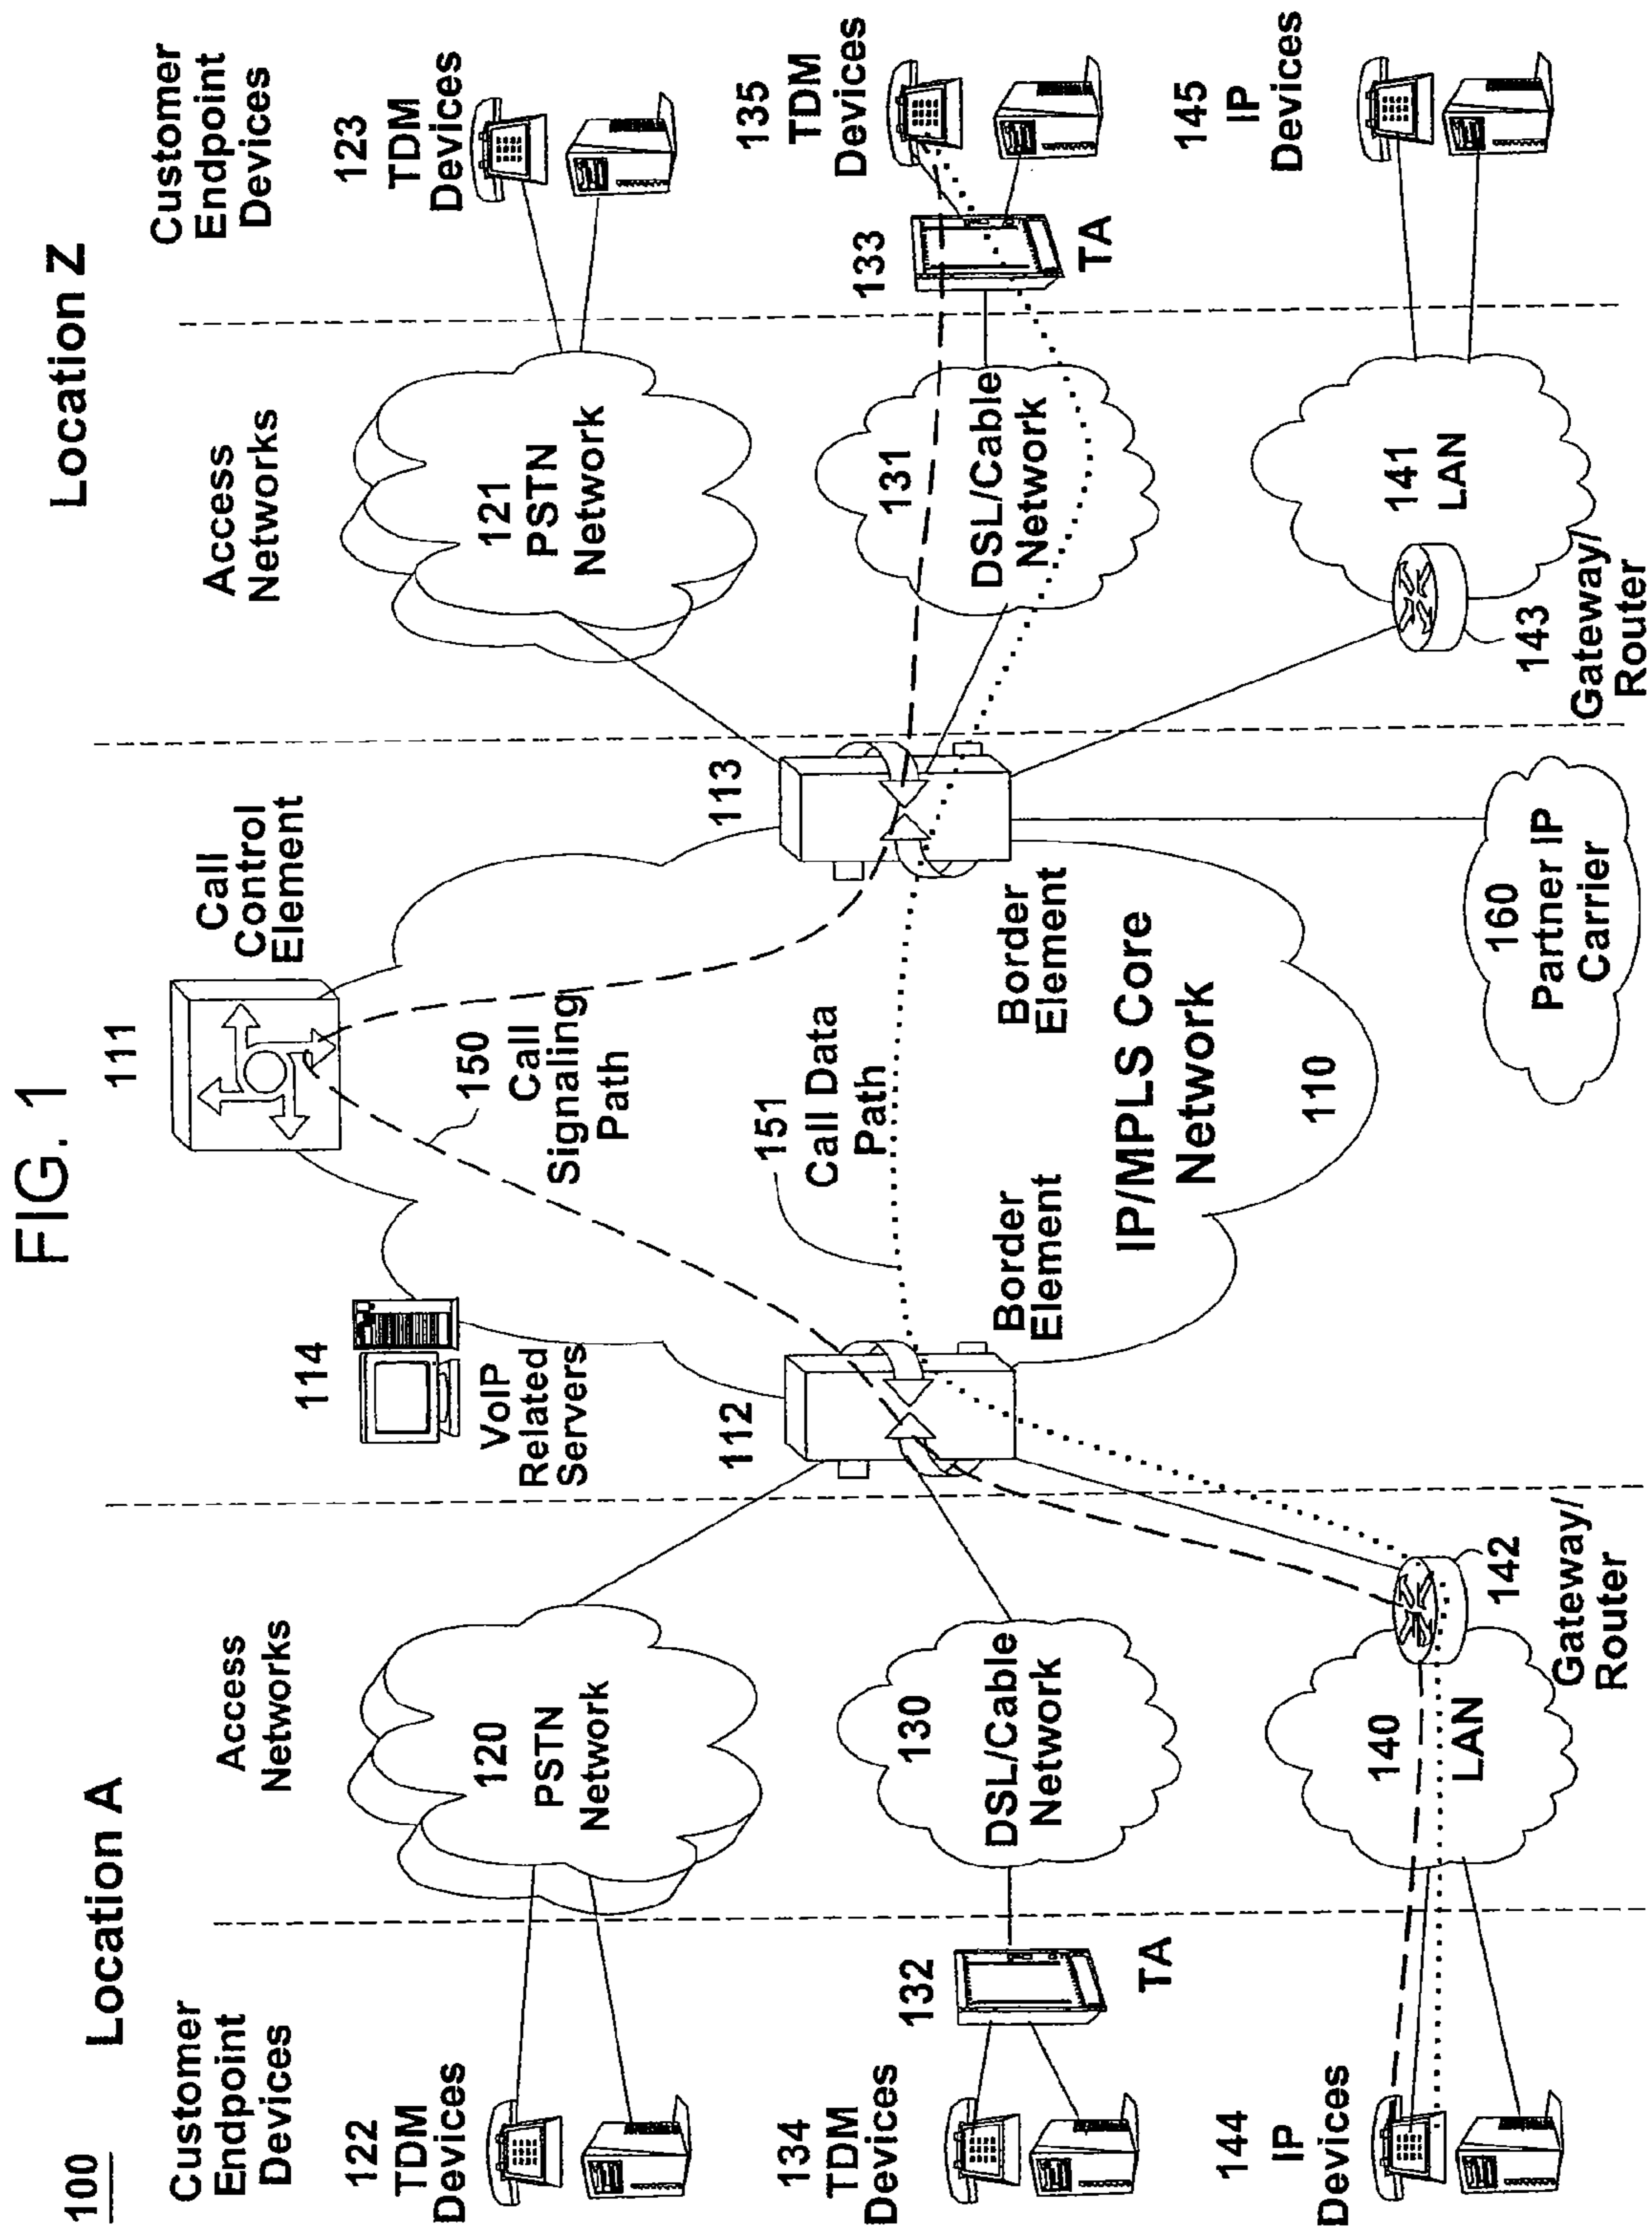 FIG. 1
100
Location A
Location Z
Customer
Endpoint
Devices
Access
Networks
114
VoIP
Related
Servers
111
Call
Control
Element
Access
Networks
Customer
Endpoint
Devices
122
TDM
Devices
120
PSTN
Network
112
150
Call
Signaling
Path
113
121
PSTN
Network
123
TDM
Devices
134
TDM
Devices
132
TA
130
DSL/Cable
Network
Border
Element
151
Call Data
Path
Border
Element
131
DSL/Cable
Network
133
TA
135
TDM
Devices
IP/MPLS Core
Network
110
144
IP
Devices
140
LAN
142
Gateway/
Router
160
Partner IP
Carrier
143
Gateway/
Router
141
LAN
145
IP
Devices